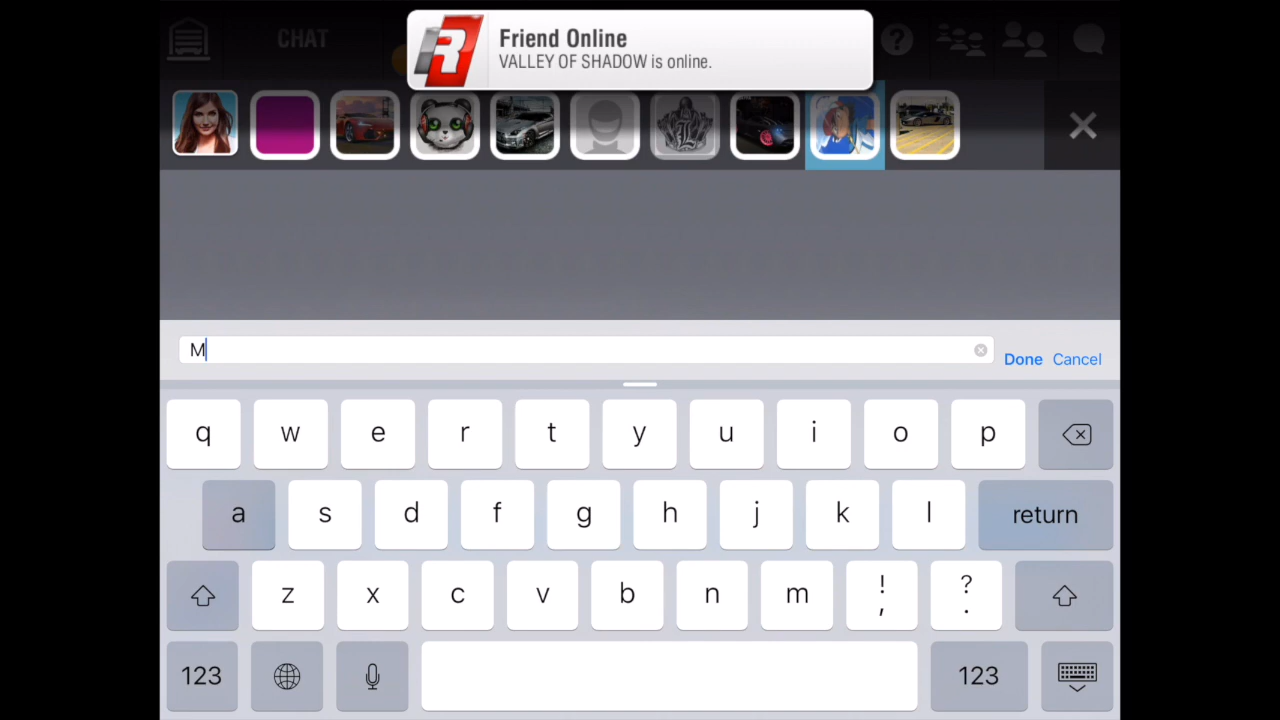 CHAT
Friend Online
VALLEY OF SHADOW is online.
M
Done Cancel
q w e r t y u i o p
a s d f g h j k l return
z x c v b n m ! , ? .
123 123